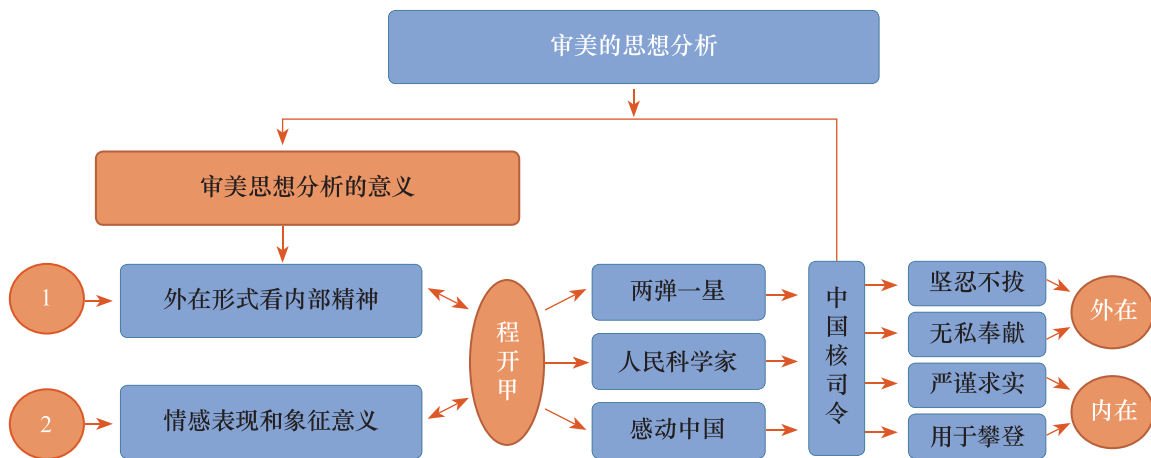 审美的思想分析
审美思想分析的意义
1
外在形式看内部精神
2
情感表现和象征意义
程开甲
两弹一星
人民科学家
感动中国
中国核司令
坚忍不拔
无私奉献
严谨求实
用于攀登
外在
内在